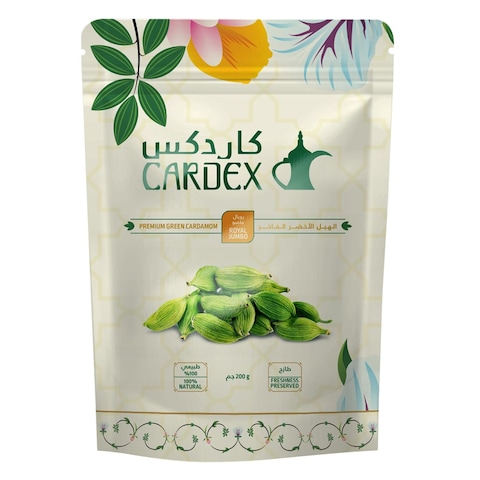 كاردكس
CARDEX
PREMIUM GREEN CARDAMOM
رويال
جامبو
ROYAL
JUMBO
الهيل الأخضر الفاخر
طبيعي
%100
100%
NATURAL
200 g جم
طازج
FRESHNESS
PRESERVED